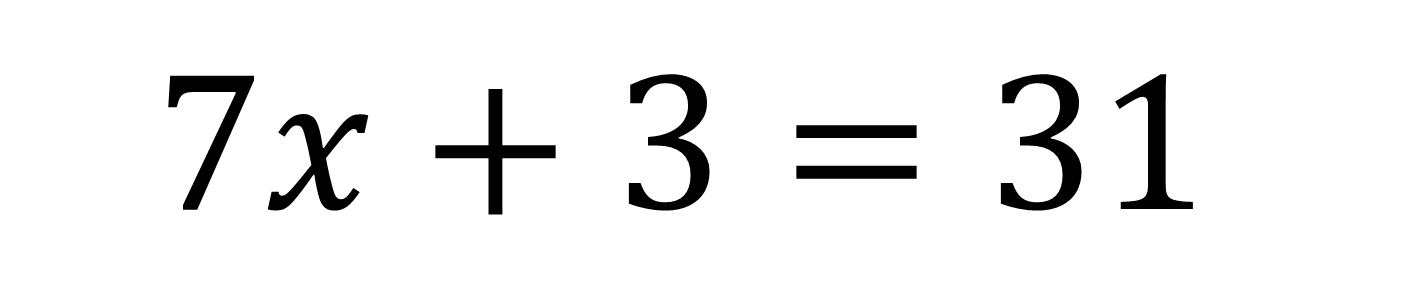 7x + 3 = 31